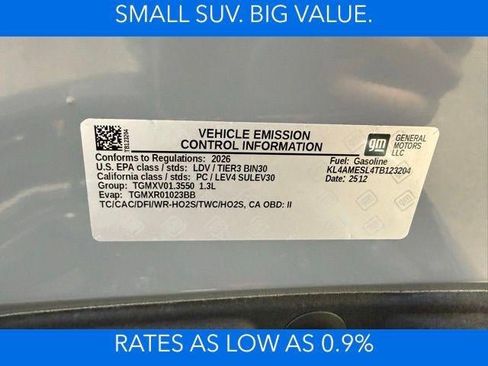 SMALL SUV. BIG VALUE.
TB123204
VEHICLE EMISSION
CONTROL INFORMATION
gm
GENERAL
MOTORS
LLC
Conforms to Regulations: 2026
Fuel: Gasoline
U.S. EPA class / stds: LDV / TIER3 BIN30
KL4AMESL4TB123204
California class / stds: PC / LEV4 SULEV30
Date: 2512
Group: TGMXV01.3550 1.3L
Evap: TGMXR01023BB
TC/CAC/DFI/WR-HO2S/TWC/HO2S, CA OBD: II
RATES AS LOW AS 0.9%